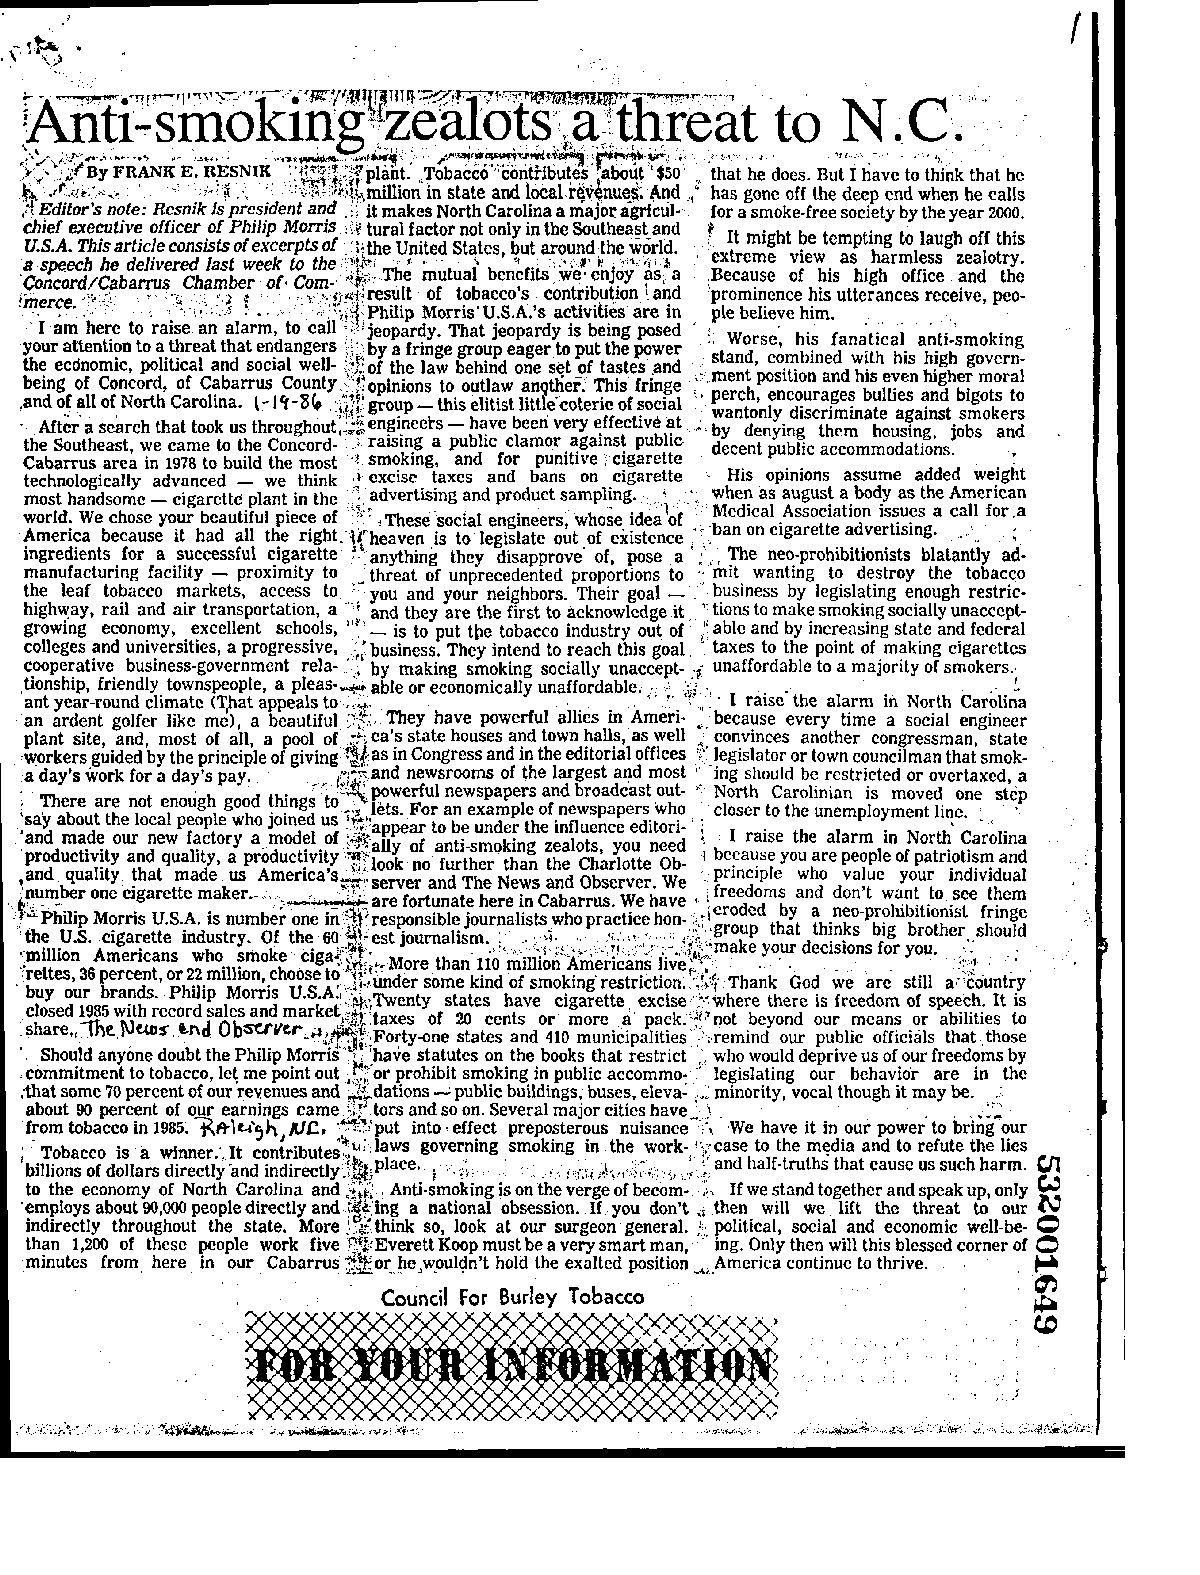 1
Anti-smoking zealots a threat to N.C.
By FRANK E. RESNIK
Editor's note: Resnik is president and
chief executive officer of Philip Morris
U.S.A. This article consists of excerpts of
a speech he delivered last week to the
Concord/Cabarrus Chamber of Com-
merce.
I am here to raise an alarm, to call
your attention to a threat that endangers
the economic, political and social well-
being of Concord, of Cabarrus County
and of all of North Carolina. 1-19-86
After a search that took us throughout
the Southeast, we came to the Concord-
Cabarrus area in 1978 to build the most
technologically advanced — we think
most handsome — cigarette plant in the
world. We chose your beautiful piece of
America because it had all the right
ingredients for a successful cigarette
manufacturing facility — proximity to
the leaf tobacco markets, access to
highway, rail and air transportation, a
growing economy, excellent schools,
colleges and universities, a progressive,
cooperative business-government rela-
tionship, friendly townspeople, a pleas-
ant year-round climate (That appeals to
an ardent golfer like me), a beautiful
plant site, and, most of all, a pool of
workers guided by the principle of giving
a day's work for a day's pay.
There are not enough good things to
say about the local people who joined us
and made our new factory a model of
productivity and quality, a productivity
and quality that made us America's
number one cigarette maker.
Philip Morris U.S.A. is number one in
the U.S. cigarette industry. Of the 60
million Americans who smoke ciga-
rettes, 36 percent, or 22 million, choose to
buy our brands. Philip Morris U.S.A.
closed 1985 with record sales and market
share. The News and Observer
Should anyone doubt the Philip Morris
commitment to tobacco, let me point out
that some 70 percent of our revenues and
about 90 percent of our earnings came
from tobacco in 1985. Raleigh, NC.
Tobacco is a winner. It contributes
billions of dollars directly and indirectly
to the economy of North Carolina and
employs about 90,000 people directly and
indirectly throughout the state. More
than 1,200 of these people work five
minutes from here in our Cabarrus
plant. Tobacco contributes about $50
million in state and local revenues. And
it makes North Carolina a major agricul-
tural factor not only in the Southeast and
the United States, but around the world.
The mutual benefits we enjoy as a
result of tobacco's contribution and
Philip Morris U.S.A.'s activities are in
jeopardy. That jeopardy is being posed
by a fringe group eager to put the power
of the law behind one set of tastes and
opinions to outlaw another. This fringe
group — this elitist little coterie of social
engineers — have been very effective at
raising a public clamor against public
smoking, and for punitive cigarette
excise taxes and bans on cigarette
advertising and product sampling.
These social engineers, whose idea of
heaven is to legislate out of existence
anything they disapprove of, pose a
threat of unprecedented proportions to
you and your neighbors. Their goal —
and they are the first to acknowledge it
— is to put the tobacco industry out of
business. They intend to reach this goal
by making smoking socially unaccept-
able or economically unaffordable.
They have powerful allies in Ameri-
ca's state houses and town halls, as well
as in Congress and in the editorial offices
and newsrooms of the largest and most
powerful newspapers and broadcast out-
lets. For an example of newspapers who
appear to be under the influence editori-
ally of anti-smoking zealots, you need
look no further than the Charlotte Ob-
server and The News and Observer. We
are fortunate here in Cabarrus. We have
responsible journalists who practice hon-
est journalism.
More than 110 million Americans live
under some kind of smoking restriction.
Twenty states have cigarette excise
taxes of 20 cents or more a pack.
Forty-one states and 410 municipalities
have statutes on the books that restrict
or prohibit smoking in public accommo-
dations — public buildings, buses, eleva-
tors and so on. Several major cities have
put into effect preposterous nuisance
laws governing smoking in the work-
place.
Anti-smoking is on the verge of becom-
ing a national obsession. If you don't
think so, look at our surgeon general.
Everett Koop must be a very smart man,
or he wouldn't hold the exalted position
that he does. But I have to think that he
has gone off the deep end when he calls
for a smoke-free society by the year 2000.
It might be tempting to laugh off this
extreme view as harmless zealotry.
Because of his high office and the
prominence his utterances receive, peo-
ple believe him.
Worse, his fanatical anti-smoking
stand, combined with his high govern-
ment position and his even higher moral
perch, encourages bullies and bigots to
wantonly discriminate against smokers
by denying them housing, jobs and
decent public accommodations.
His opinions assume added weight
when as august a body as the American
Medical Association issues a call for a
ban on cigarette advertising.
The neo-prohibitionists blatantly ad-
mit wanting to destroy the tobacco
business by legislating enough restric-
tions to make smoking socially unaccept-
able and by increasing state and federal
taxes to the point of making cigarettes
unaffordable to a majority of smokers.
I raise the alarm in North Carolina
because every time a social engineer
convinces another congressman, state
legislator or town councilman that smok-
ing should be restricted or overtaxed, a
North Carolinian is moved one step
closer to the unemployment line.
I raise the alarm in North Carolina
because you are people of patriotism and
principle who value your individual
freedoms and don't want to see them
eroded by a neo-prohibitionist fringe
group that thinks big brother should
make your decisions for you.
Thank God we are still a country
where there is freedom of speech. It is
not beyond our means or abilities to
remind our public officials that those
who would deprive us of our freedoms by
legislating our behavior are in the
minority, vocal though it may be.
We have it in our power to bring our
case to the media and to refute the lies
and half-truths that cause us such harm.
If we stand together and speak up, only
then will we lift the threat to our
political, social and economic well-be-
ing. Only then will this blessed corner of
America continue to thrive.
532001649
Council For Burley Tobacco
FOR YOUR INFORMATION